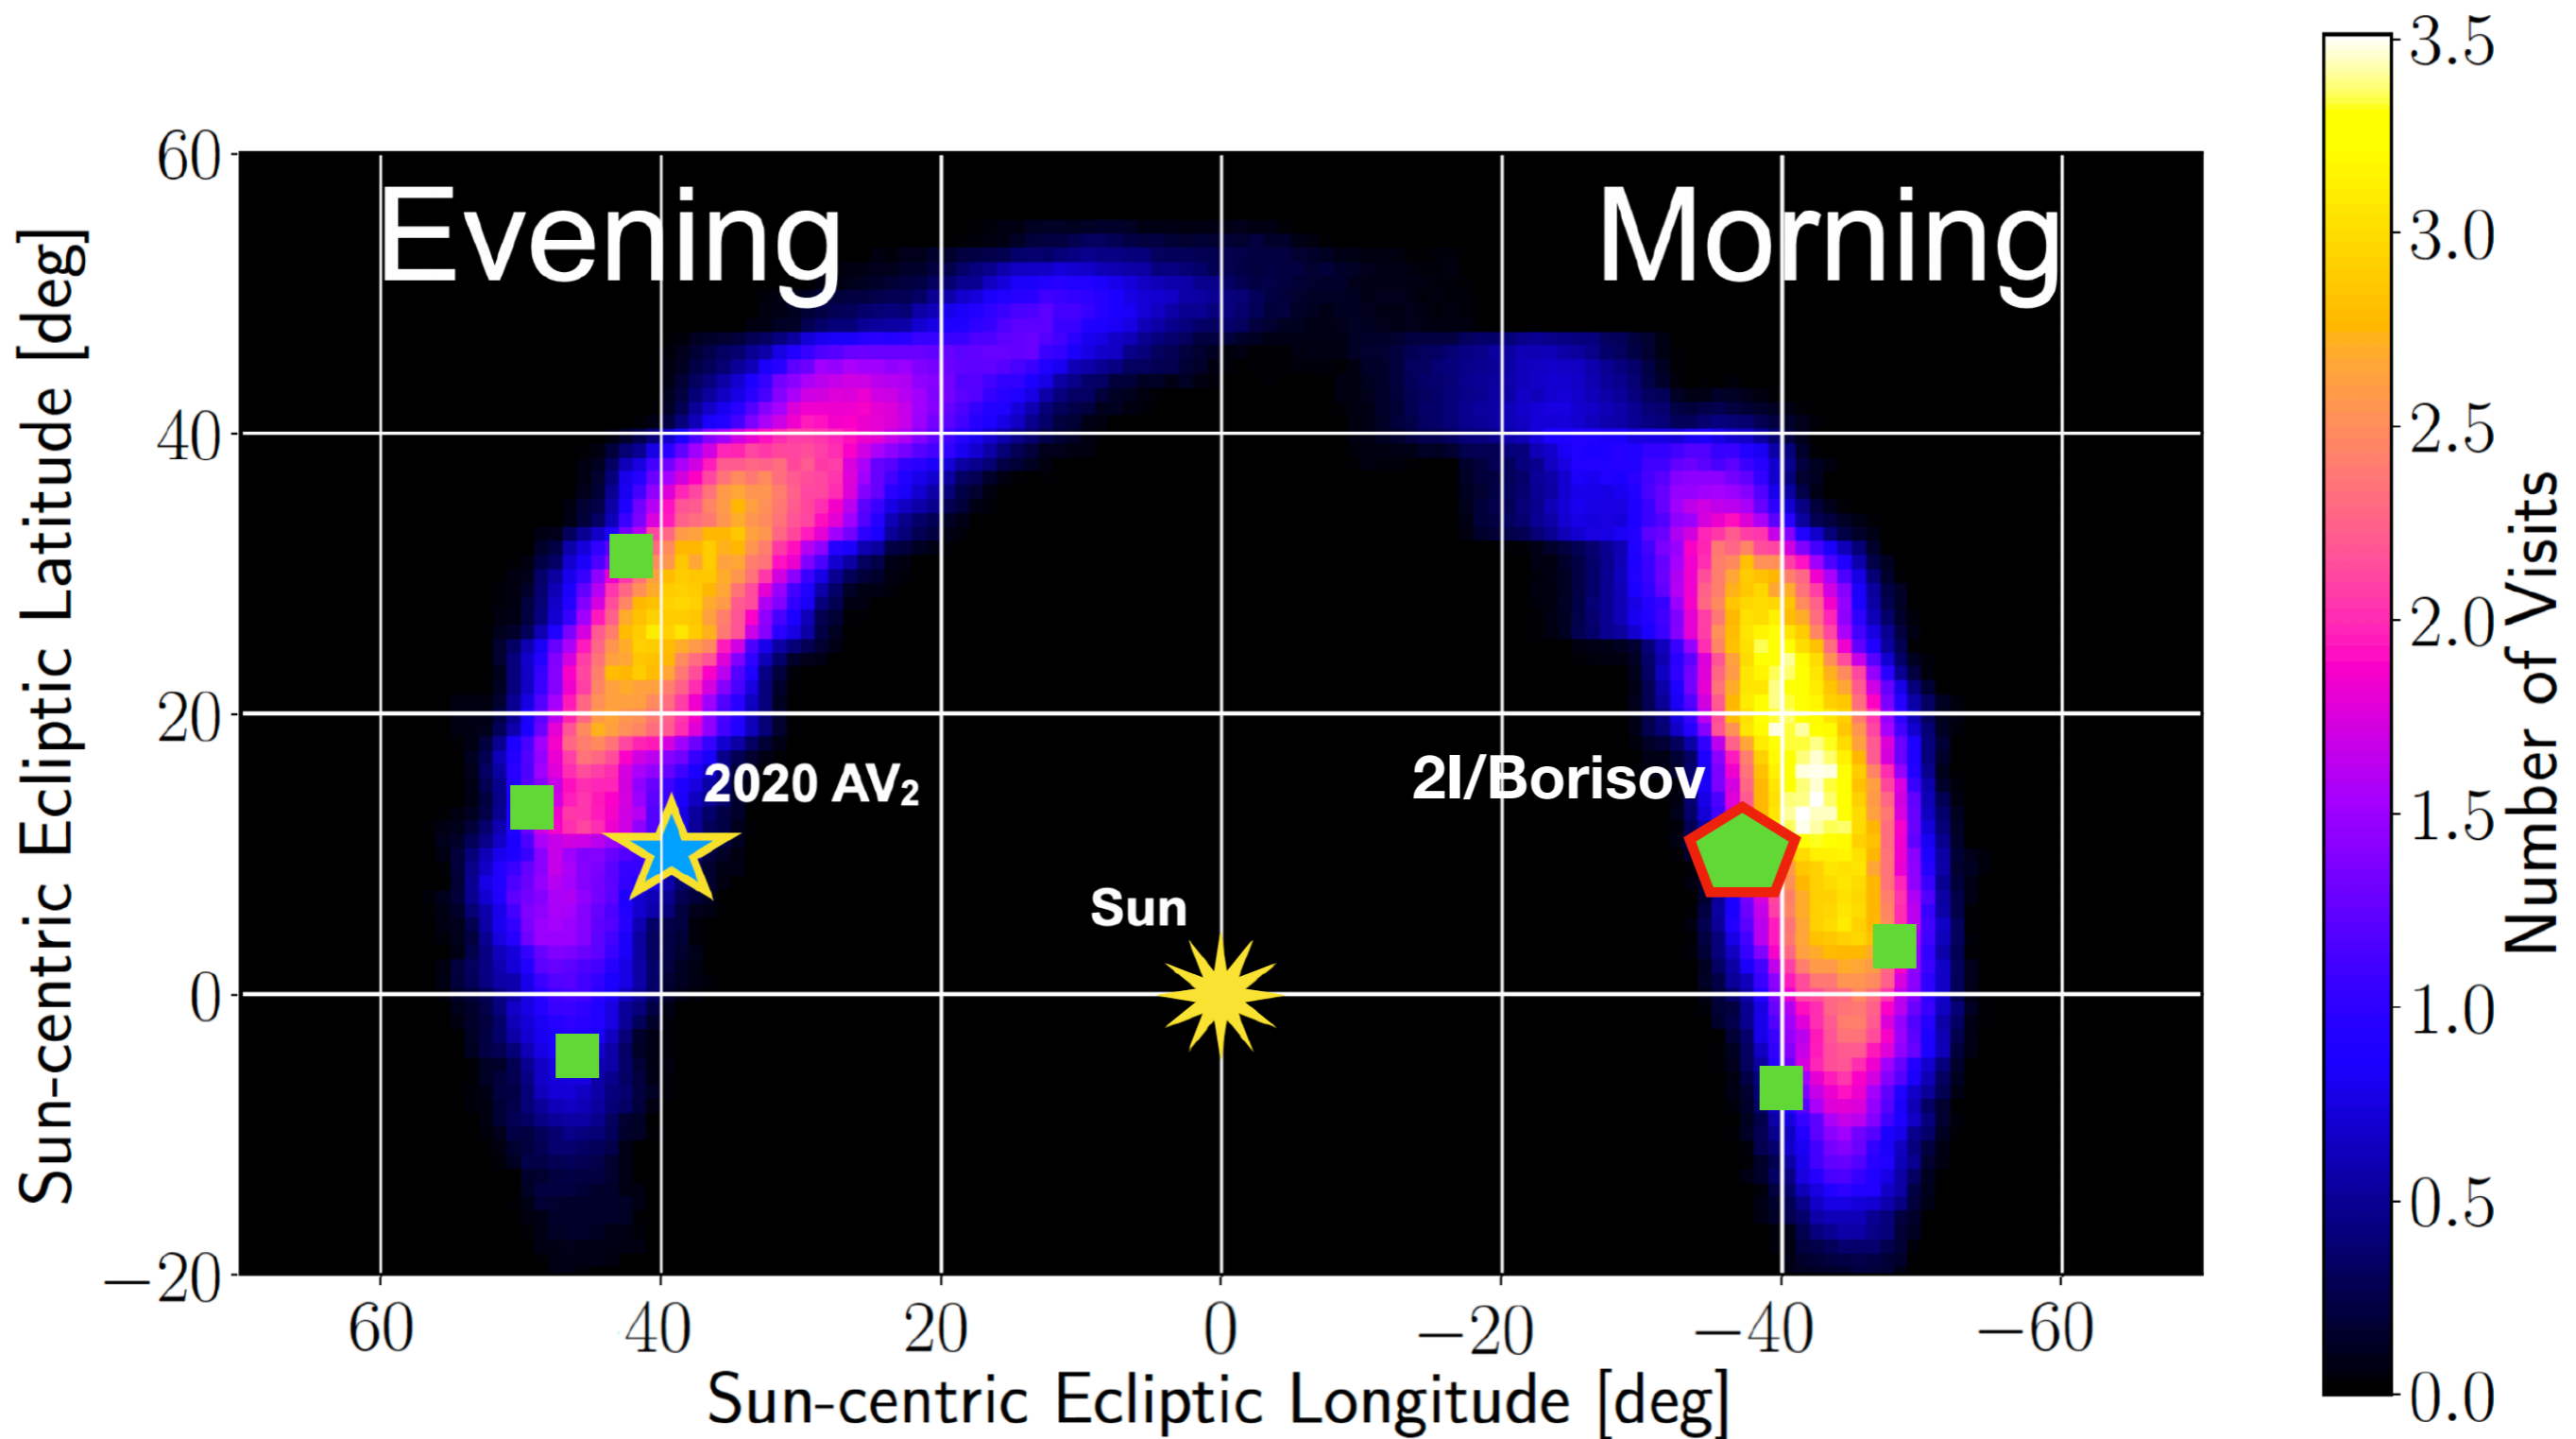 Evening
Morning
2020 AV₂
2I/Borisov
Sun
60
40
20
0
−20
Sun-centric Ecliptic Latitude [deg]
60
40
20
0
−20
−40
−60
Sun-centric Ecliptic Longitude [deg]
3.5
3.0
2.5
2.0
1.5
1.0
0.5
0.0
Number of Visits